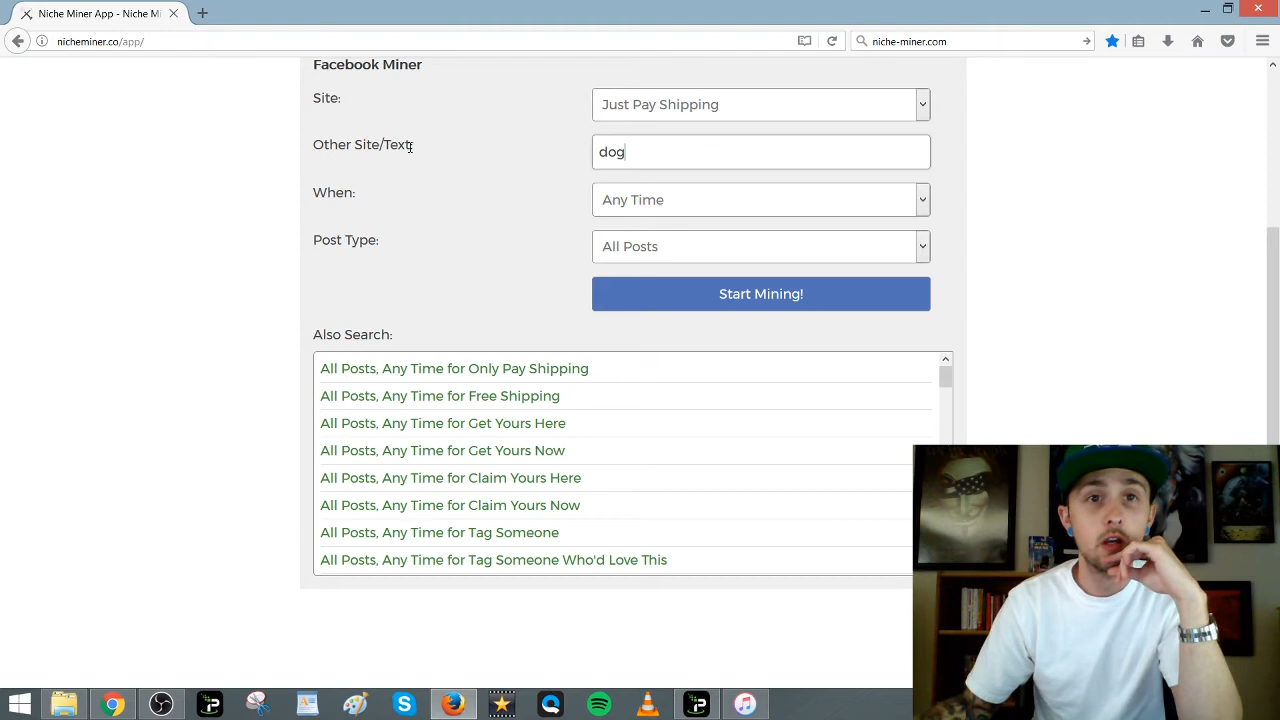 Niche Miner App - Niche Mi
nicheminer.co/app/
niche-miner.com
Facebook Miner
Site:
Just Pay Shipping
Other Site/Text:
dog
When:
Any Time
Post Type:
All Posts
Start Mining!
Also Search:
All Posts, Any Time for Only Pay Shipping
All Posts, Any Time for Free Shipping
All Posts, Any Time for Get Yours Here
All Posts, Any Time for Get Yours Now
All Posts, Any Time for Claim Yours Here
All Posts, Any Time for Claim Yours Now
All Posts, Any Time for Tag Someone
All Posts, Any Time for Tag Someone Who'd Love This